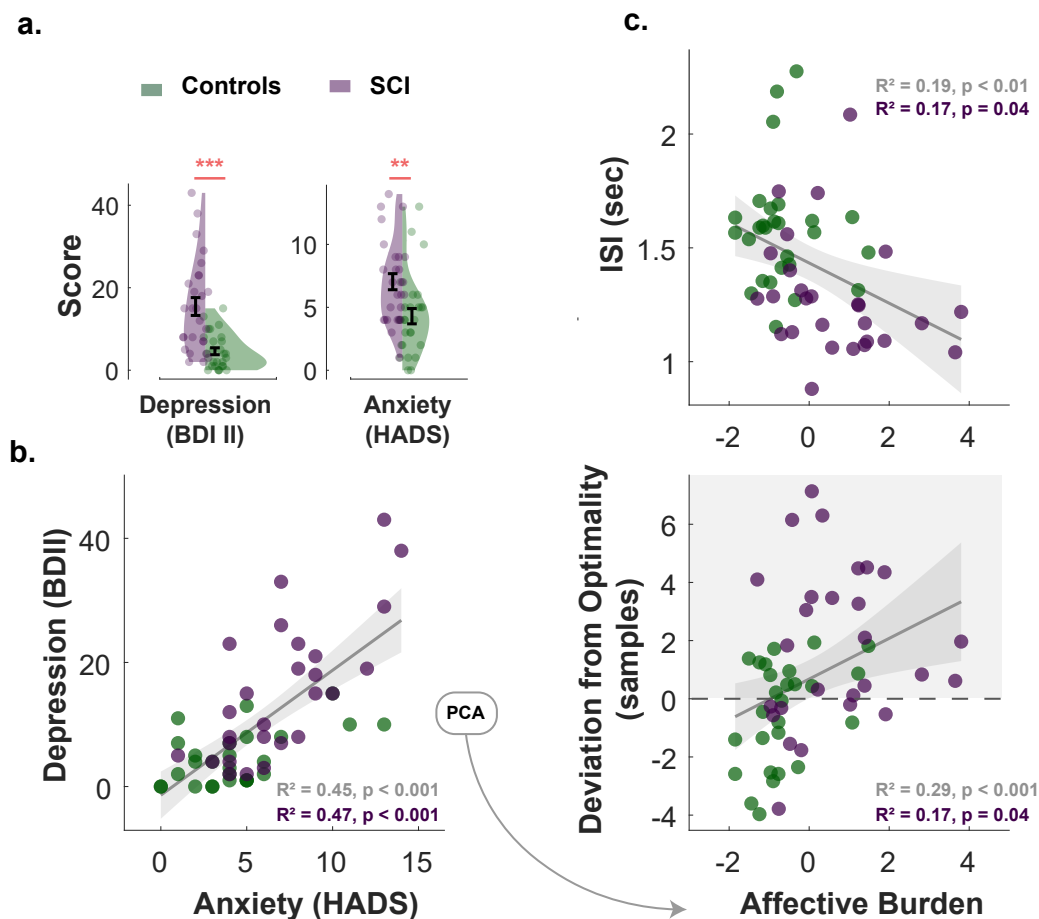 a.
Controls
SCI
***
**
Score
40
20
0
10
5
0
Depression
(BDI II)
Anxiety
(HADS)
b.
Depression (BDII)
40
20
0
R² = 0.45, p < 0.001
R² = 0.47, p < 0.001
0
5
10
15
Anxiety (HADS)
PCA
c.
ISI (sec)
2
1.5
1
R² = 0.19, p < 0.01
R² = 0.17, p = 0.04
-2
0
2
4
Deviation from Optimality
(samples)
6
4
2
0
-2
-4
R² = 0.29, p < 0.001
R² = 0.17, p = 0.04
-2
0
2
4
Affective Burden